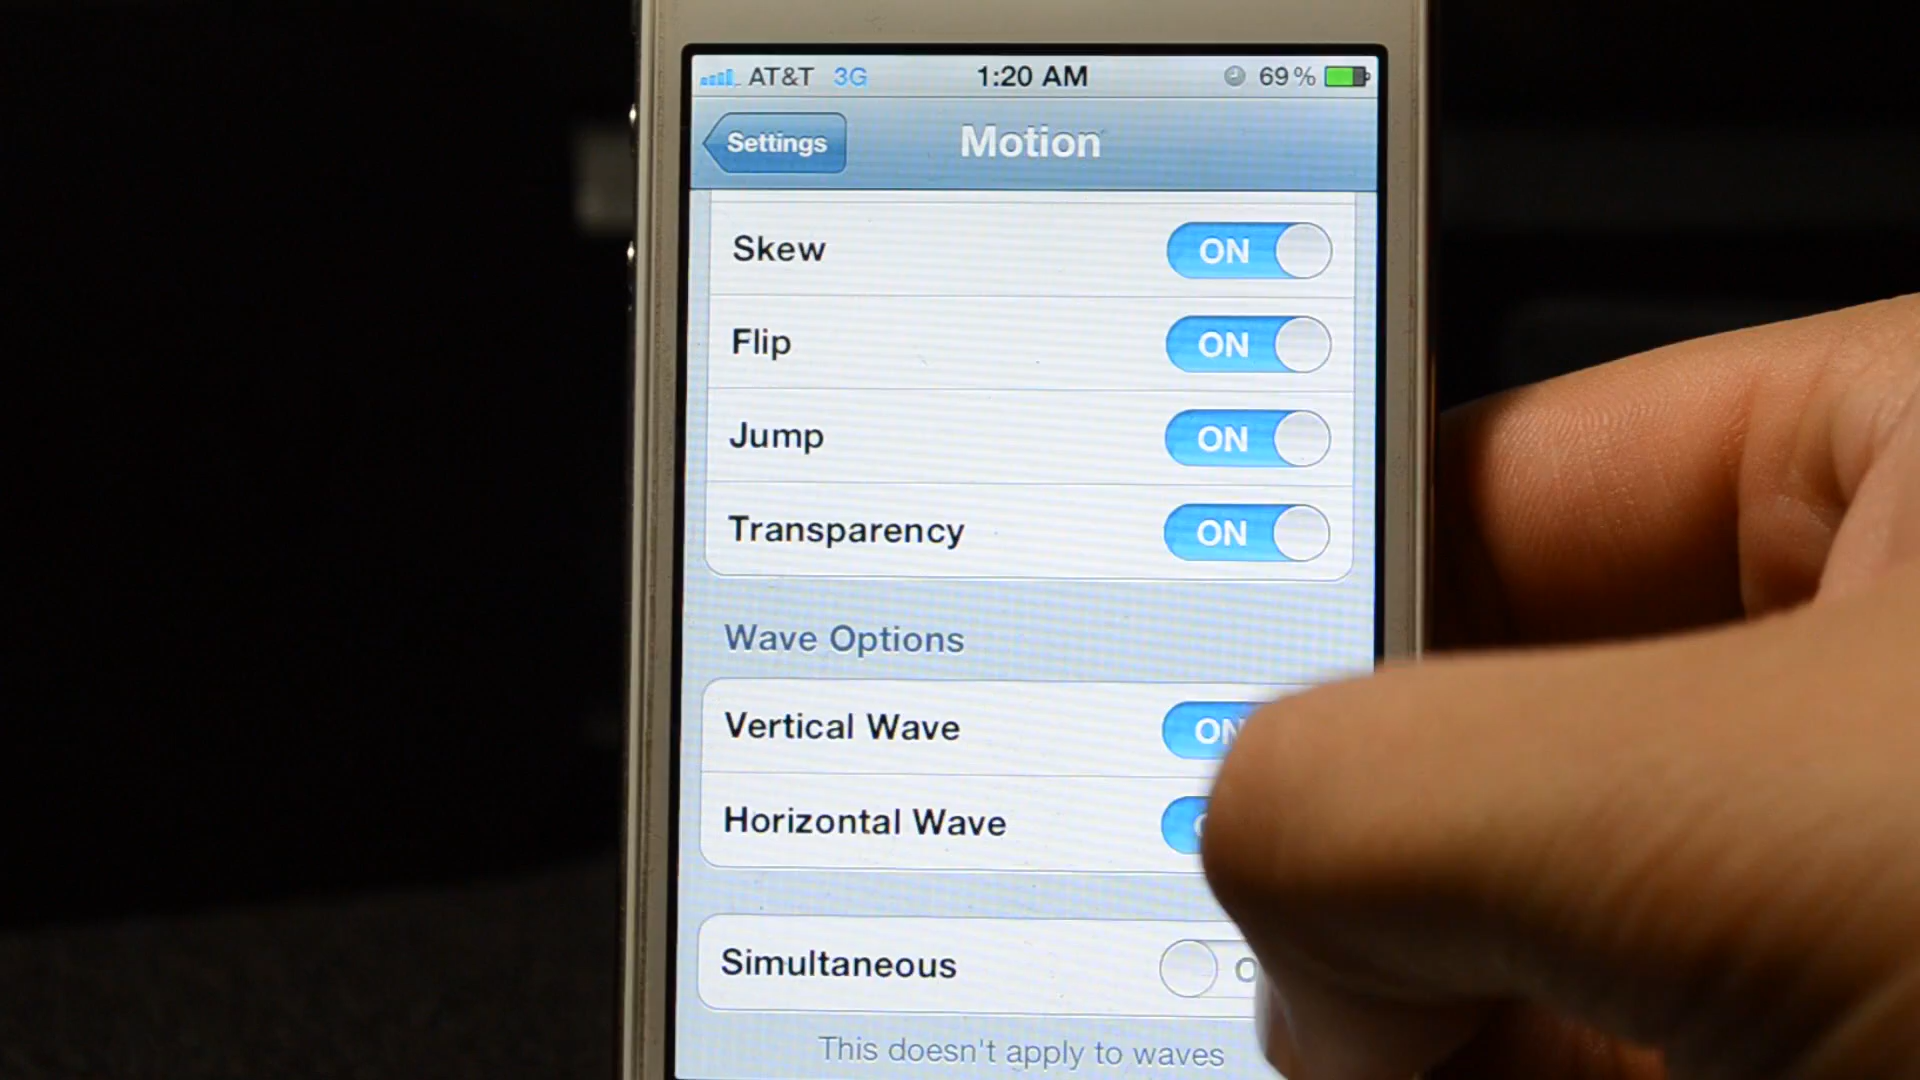 AT&T 3G 1:20 AM 69%
Settings Motion
Skew ON
Flip ON
Jump ON
Transparency ON
Wave Options
Vertical Wave ON
Horizontal Wave
Simultaneous
This doesn't apply to waves